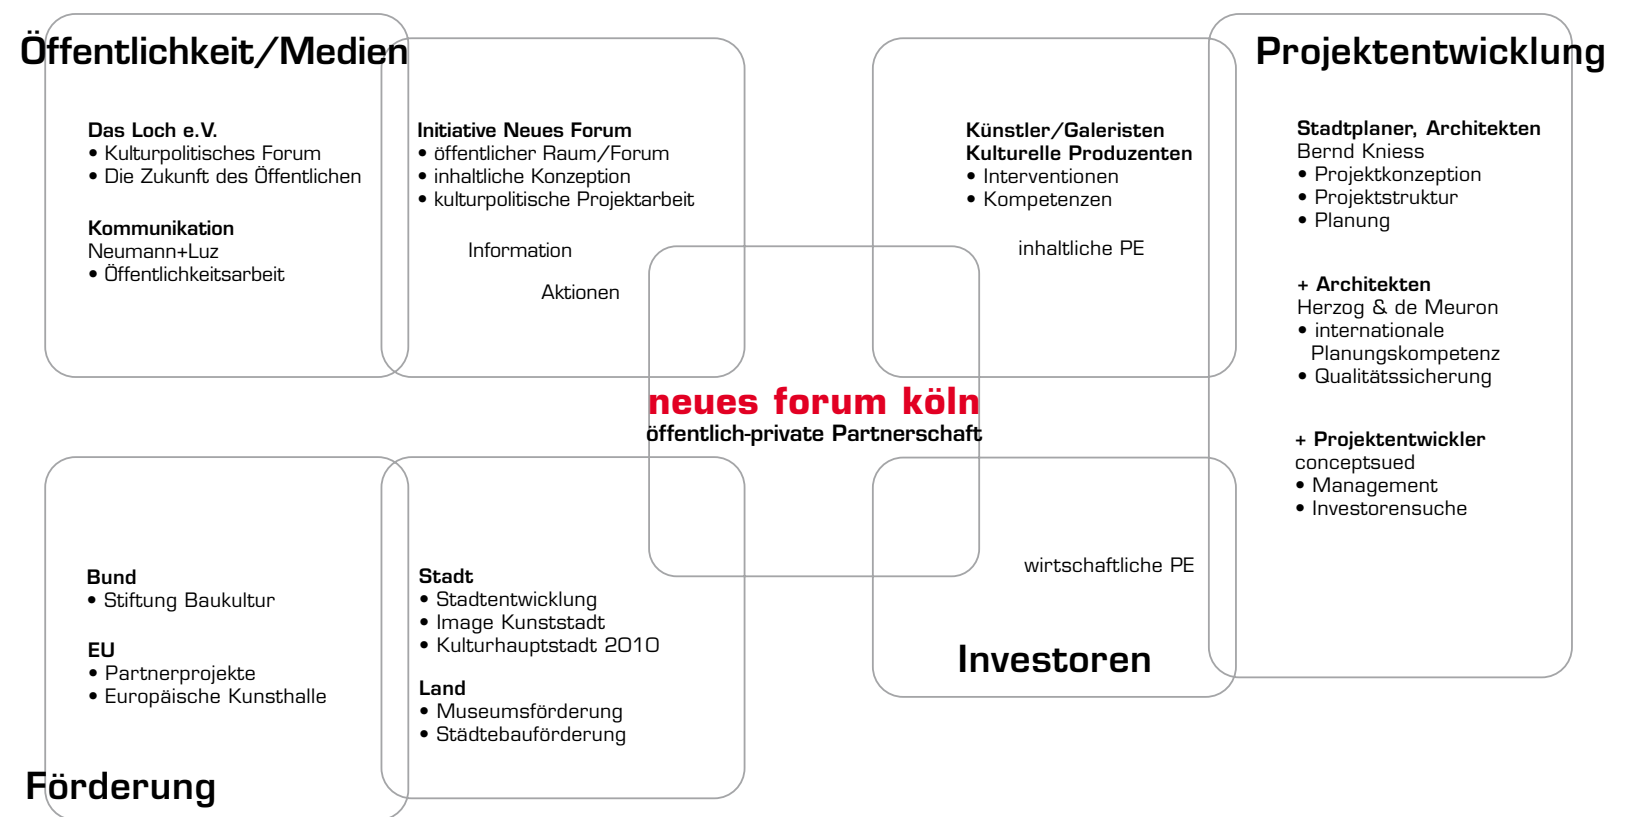 Öffentlichkeit/Medien
Das Loch e.V.
• Kulturpolitisches Forum
• Die Zukunft des Öffentlichen
Kommunikation
Neumann+Luz
• Öffentlichkeitsarbeit
Initiative Neues Forum
• öffentlicher Raum/Forum
• inhaltliche Konzeption
• kulturpolitische Projektarbeit
Information
Aktionen
Künstler/Galeristen
Kulturelle Produzenten
• Interventionen
• Kompetenzen
inhaltliche PE
Projektentwicklung
Stadtplaner, Architekten
Bernd Kniess
• Projektkonzeption
• Projektstruktur
• Planung
+ Architekten
Herzog & de Meuron
• internationale
Planungskompetenz
• Qualitätssicherung
+ Projektentwickler
conceptsued
• Management
• Investorensuche
neues forum köln
öffentlich-private Partnerschaft
Bund
• Stiftung Baukultur
EU
• Partnerprojekte
• Europäische Kunsthalle
Förderung
Stadt
• Stadtentwicklung
• Image Kunststadt
• Kulturhauptstadt 2010
Land
• Museumsförderung
• Städtebauförderung
wirtschaftliche PE
Investoren